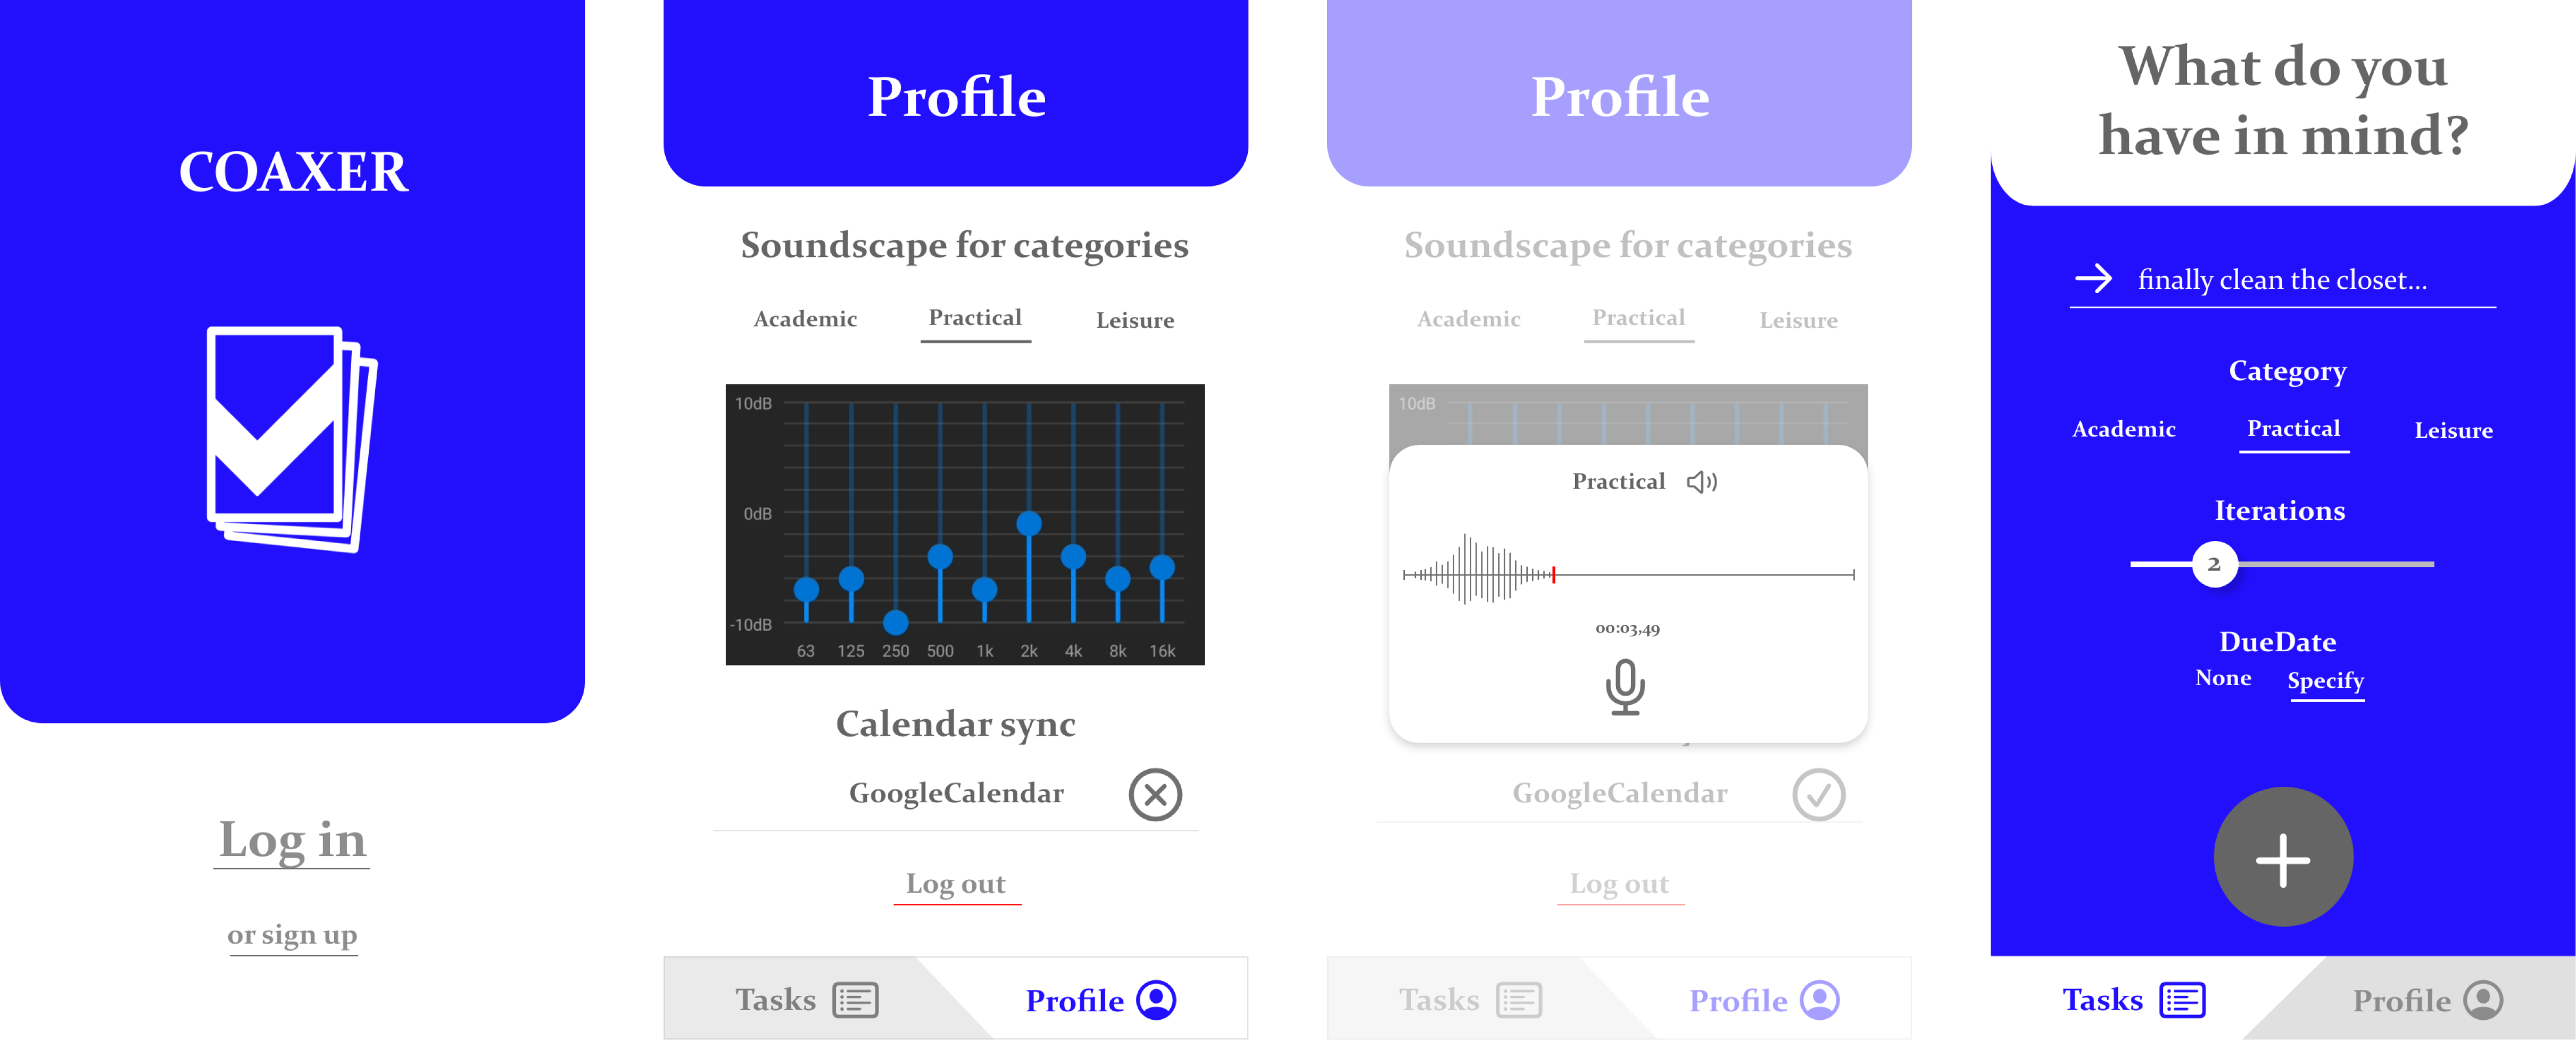 COAXER
Log in
or sign up
Profile
Soundscape for categories
Academic Practical Leisure
10dB
0dB
-10dB
63 125 250 500 1k 2k 4k 8k 16k
Calendar sync
GoogleCalendar
Log out
Tasks Profile
Profile
Soundscape for categories
Academic Practical Leisure
10dB
Practical
00:03,49
GoogleCalendar
Log out
Tasks Profile
What do you
have in mind?
finally clean the closet...
Category
Academic Practical Leisure
Iterations
2
DueDate
None Specify
Tasks Profile